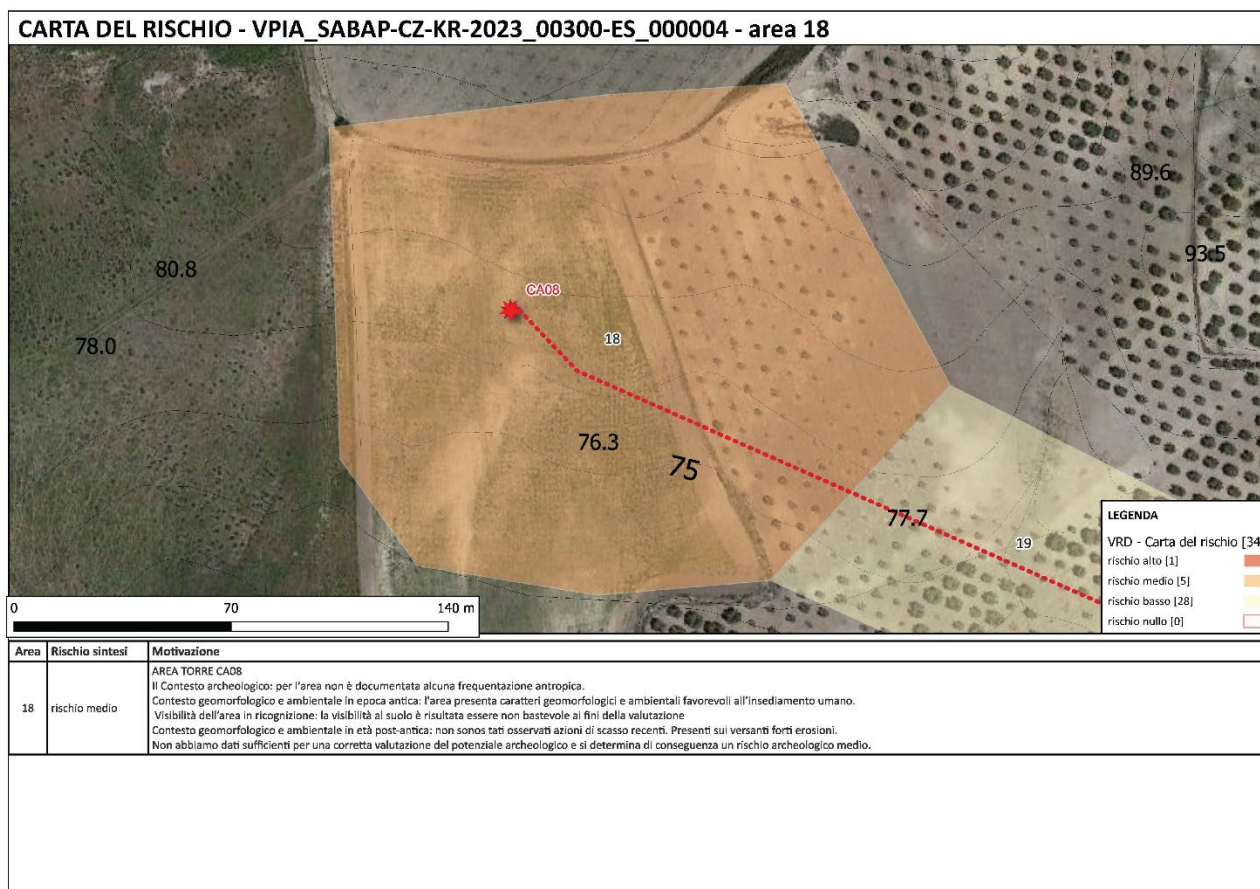 CARTA DEL RISCHIO - VPIA_SABAP-CZ-KR-2023_00300-ES_000004 - area 18
89.6
93.5
80.8
CA08
78.0
18
76.3
75
77.7
19
LEGENDA
VRD - Carta del rischio [34
rischio alto [1]
rischio medio [5]
rischio basso [28]
rischio nullo [0]
0 70 140 m
Area Rischio sintesi Motivazione
AREA TORRE CA08
Il Contesto archeologico: per l'area non è documentata alcuna frequentazione antropica.
Contesto geomorfologico e ambientale in epoca antica: l'area presenta caratteri geomorfologici e ambientali favorevoli all'insediamento umano.
18 rischio medio Visibilità dell'area in ricognizione: la visibilità al suolo è risultata essere non bastevole ai fini della valutazione
Contesto geomorfologico e ambientale in età post-antica: non sonos tati osservati azioni di scasso recenti. Presenti sui versanti forti erosioni.
Non abbiamo dati sufficienti per una corretta valutazione del potenziale archeologico e si determina di conseguenza un rischio archeologico medio.